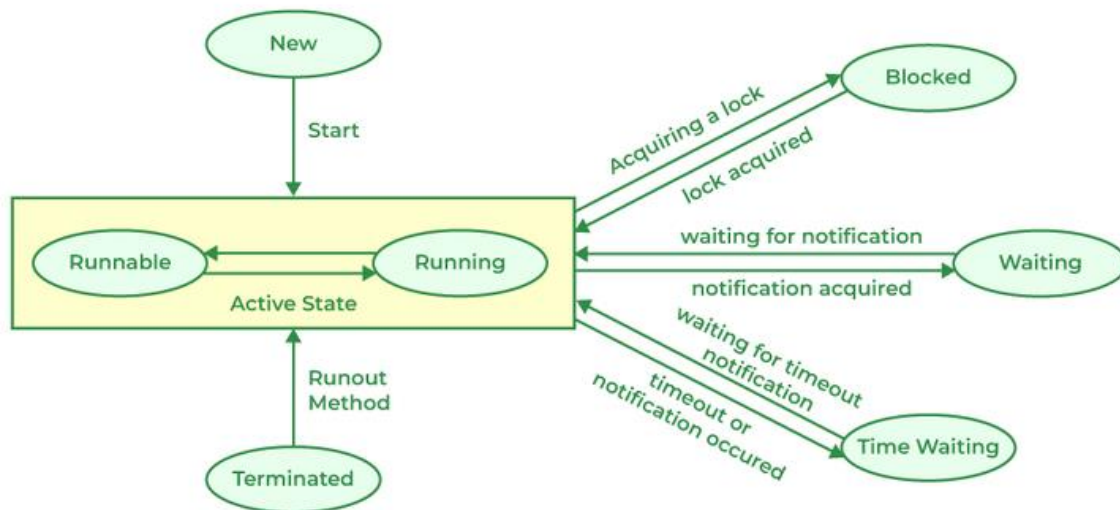 New
Blocked
Start
Acquiring a lock
lock acquired
Runnable
Running
Active State
waiting for notification
Waiting
notification acquired
waiting for timeout
notification
timeout or
notification occured
Runout
Method
Time Waiting
Terminated